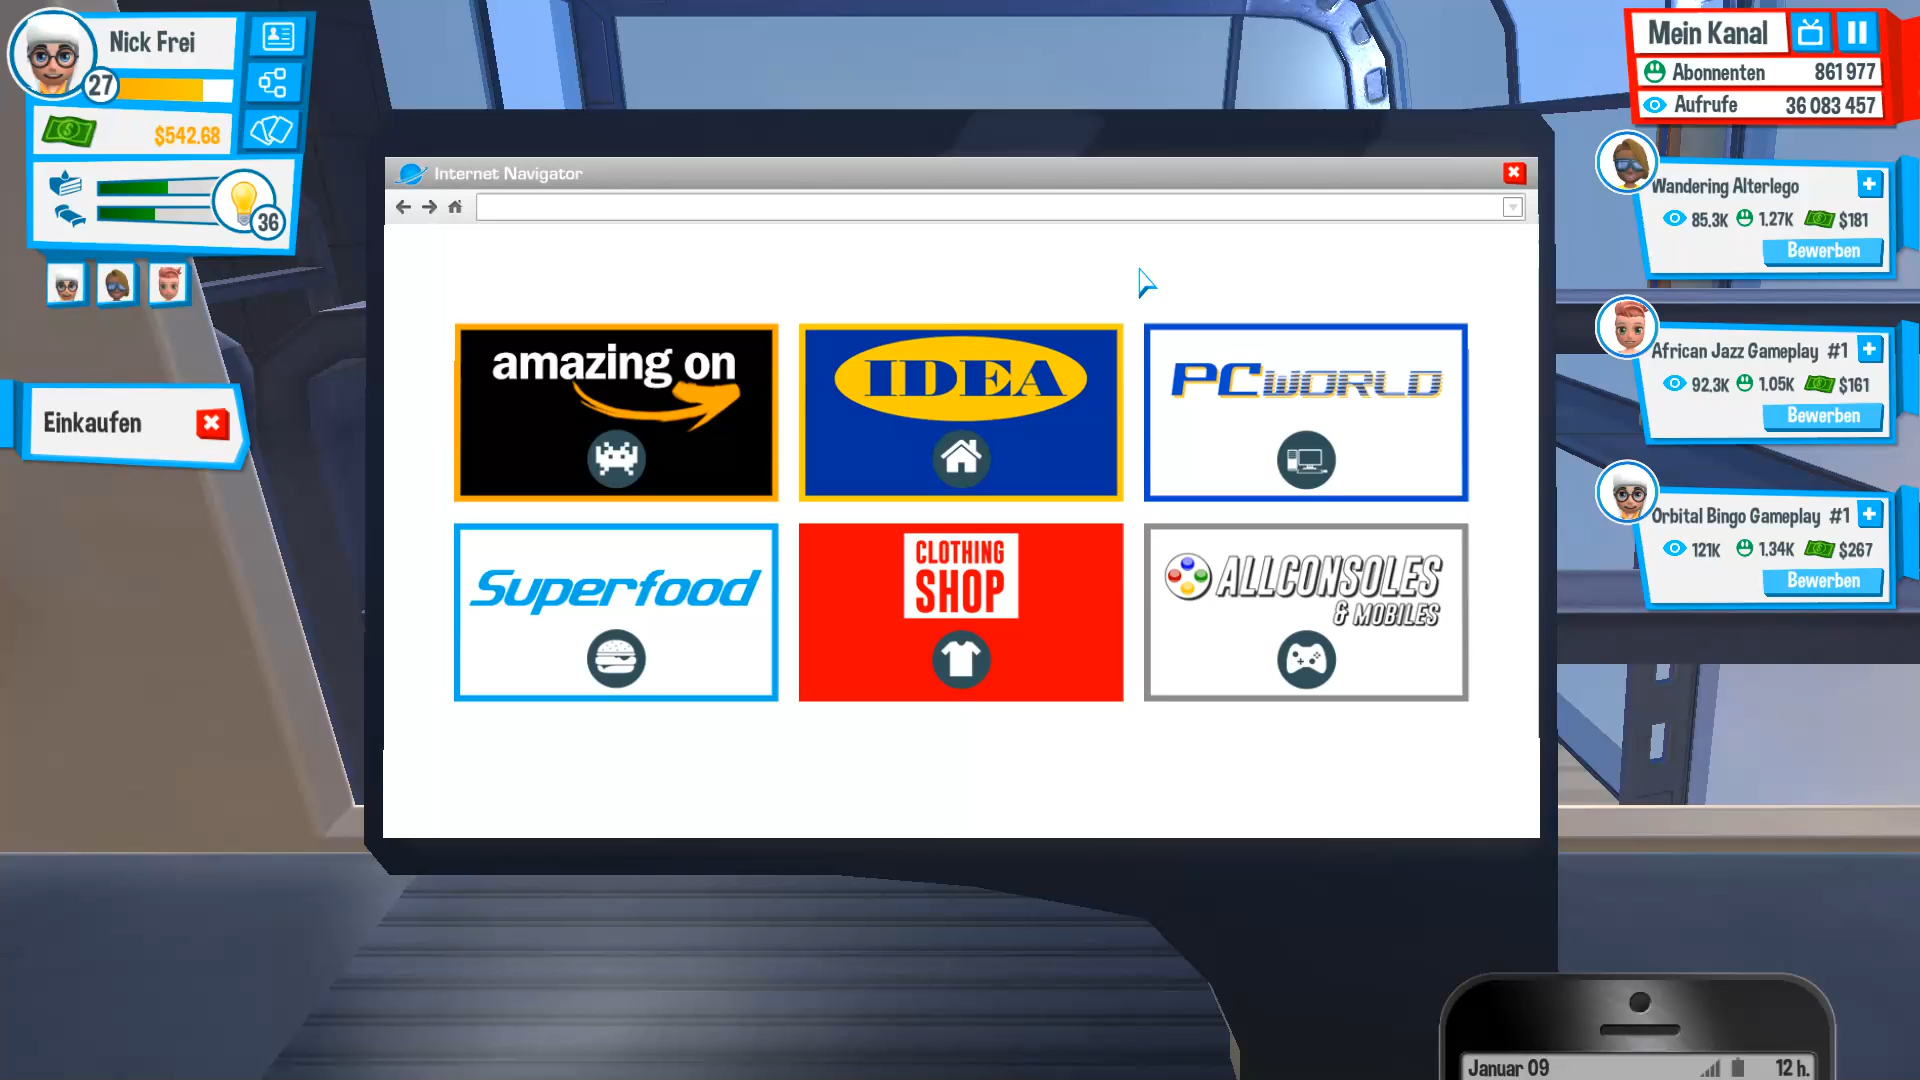 Nick Frei
27
$542.68
36
Einkaufen
Internet Navigator
amazing on
IDEA
PC WORLD
Superfood
CLOTHING
SHOP
ALLCONSOLES
& MOBILES
Mein Kanal
Abonnenten 861 977
Aufrufe 36 083 457
Wandering Alterlego
85.3K 1.27K $181
Bewerben
African Jazz Gameplay #1
92.3K 1.05K $161
Bewerben
Orbital Bingo Gameplay #1
121K 1.34K $267
Bewerben
Januar 09 12 h.